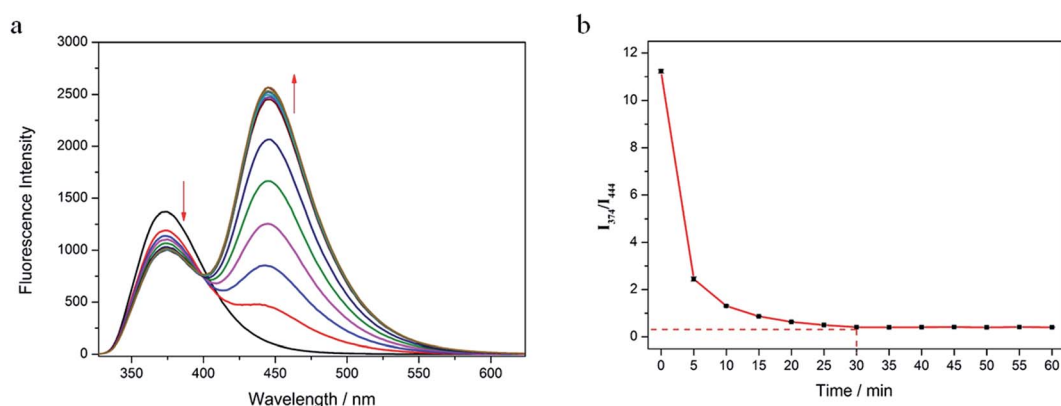 a
3000
2500
2000
1500
1000
500
0
Fluorescence Intensity
350 400 450 500 550 600
Wavelength / nm
b
12
10
8
6
4
2
0
I374/I444
0 5 10 15 20 25 30 35 40 45 50 55 60
Time / min